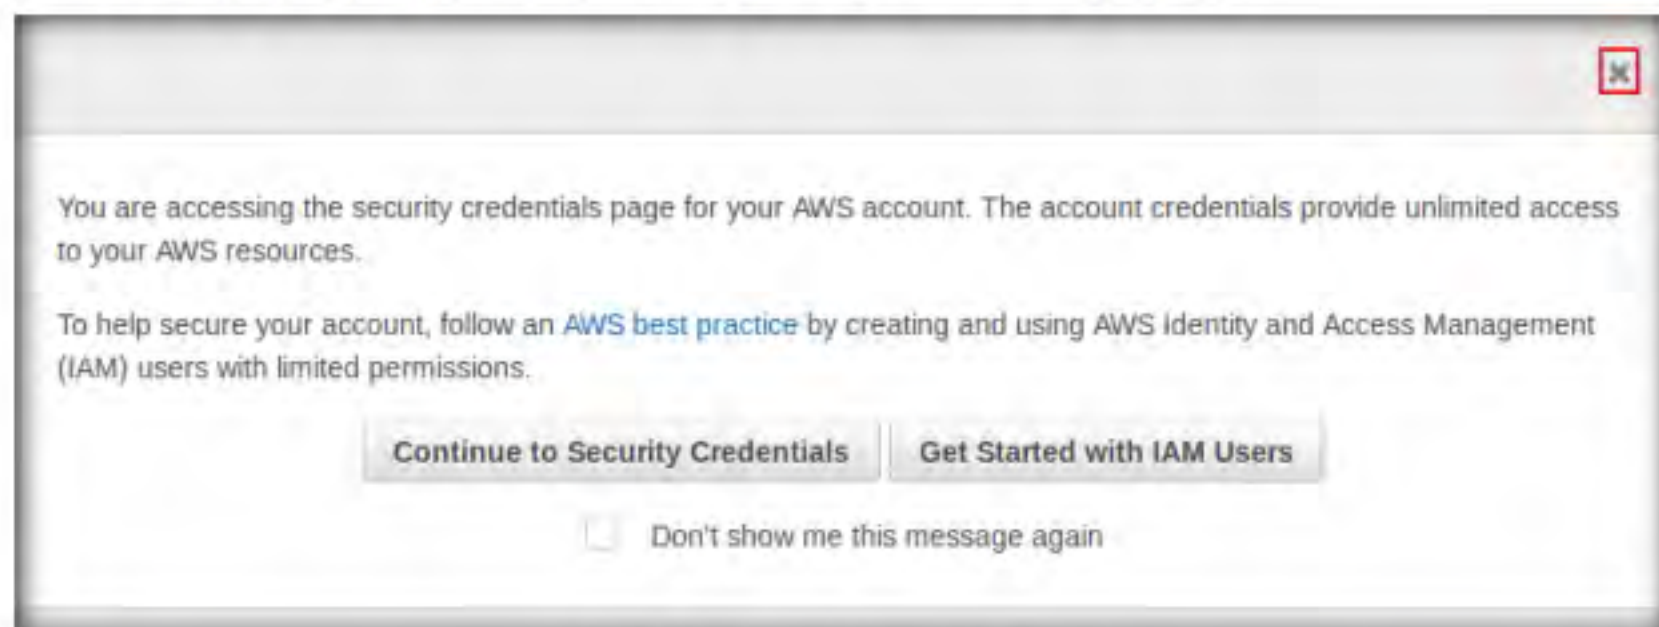 You are accessing the security credentials page for your AWS account. The account credentials provide unlimited access
to your AWS resources.
To help secure your account, follow an AWS best practice by creating and using AWS Identity and Access Management
(IAM) users with limited permissions.
Continue to Security Credentials Get Started with IAM Users
Don't show me this message again